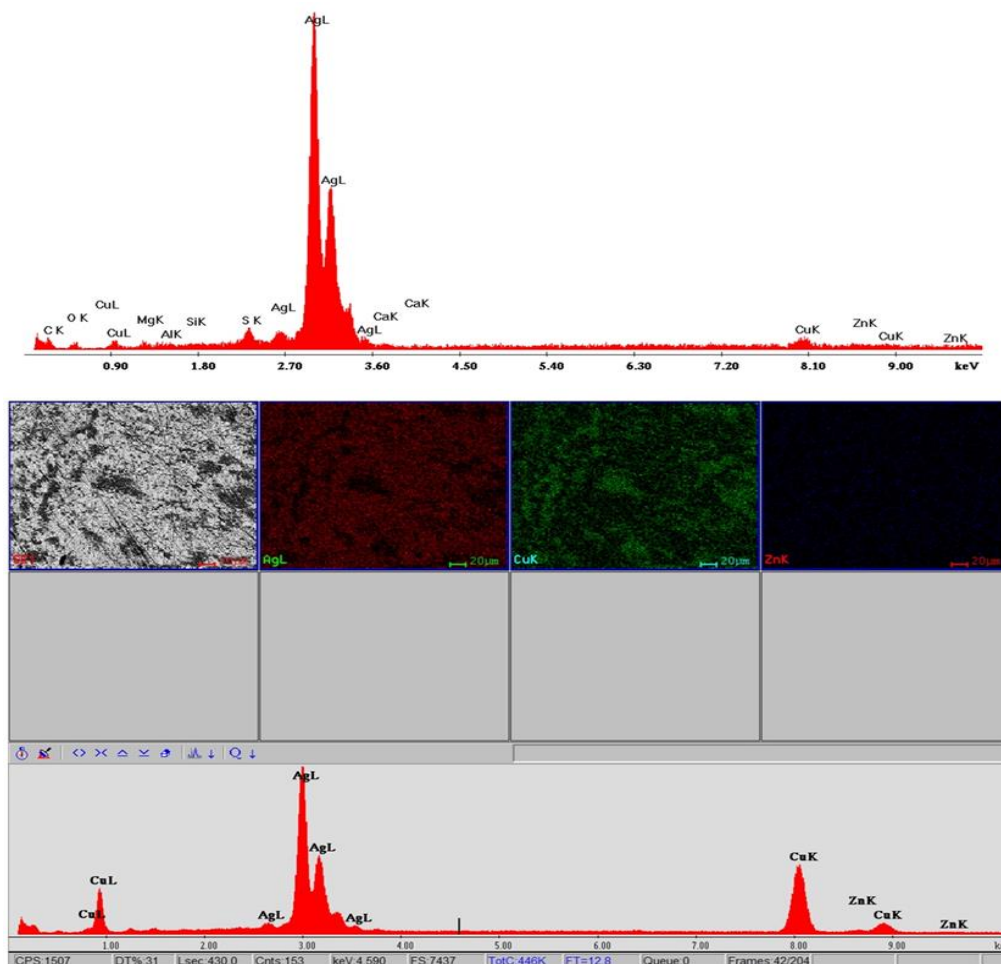 AgL
AgL
CuL
O K
C K
CuL
MgK
AlK
SiK
S K
AgL
AgL
CaK
CaK
CuK
ZnK
CuK
ZnK
0.90 1.80 2.70 3.60 4.50 5.40 6.30 7.20 8.10 9.00 keV
AgL 20µm
CuK 20µm
ZnK 20µm
AgL
AgL
CuL
CuL
AgL
AgL
CuK
ZnK
CuK
ZnK
1.00 2.00 3.00 4.00 5.00 6.00 7.00 8.00 9.00
CPS:1507 DT%:31 Lsec:430.0 Cnts:153 keV:4.590 FS:7437 TotC:446K FT=12.8 Queue:0 Frames:42/204